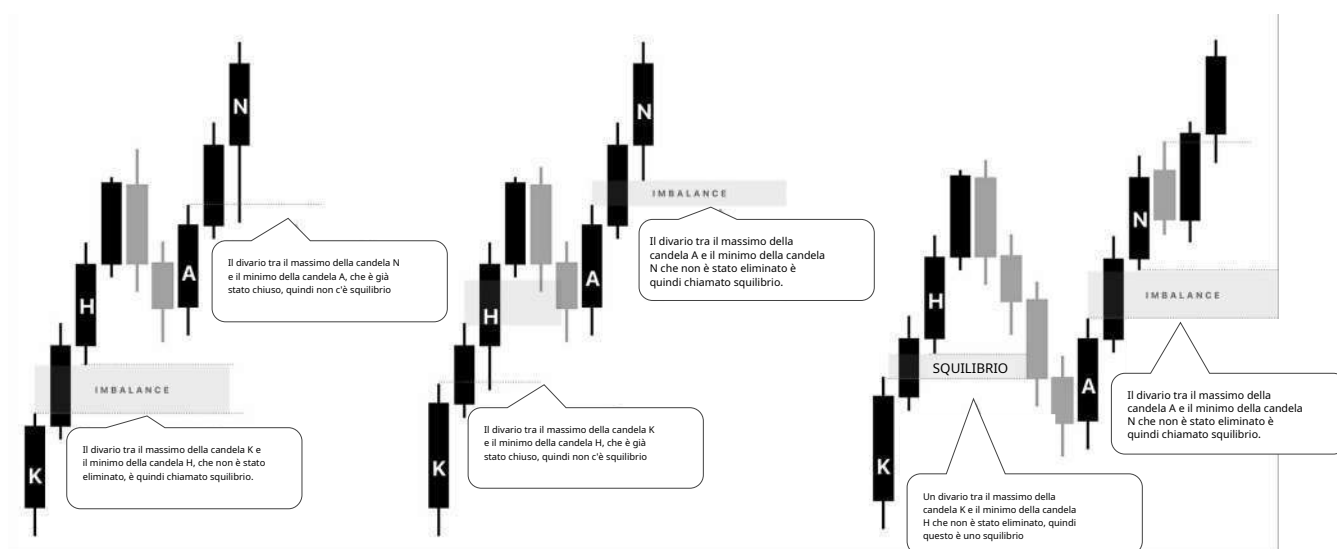 N
H
A
K
IMBALANCE
Il divario tra il massimo della candela N
e il minimo della candela A, che è già
stato chiuso, quindi non c'è squilibrio
Il divario tra il massimo della candela K e
il minimo della candela H, che non è stato
eliminato, è quindi chiamato squilibrio.
N
IMBALANCE
Il divario tra il massimo della
candela A e il minimo della candela
N che non è stato eliminato è
quindi chiamato squilibrio.
A
H
K
Il divario tra il massimo della candela K
e il minimo della candela H, che è già
stato chiuso, quindi non c'è squilibrio
N
H
IMBALANCE
SQUILIBRIO
A
K
Il divario tra il massimo della
candela A e il minimo della candela
N che non è stato eliminato è
quindi chiamato squilibrio.
Un divario tra il massimo della
candela K e il minimo della candela
H che non è stato eliminato, quindi
questo è uno squilibrio